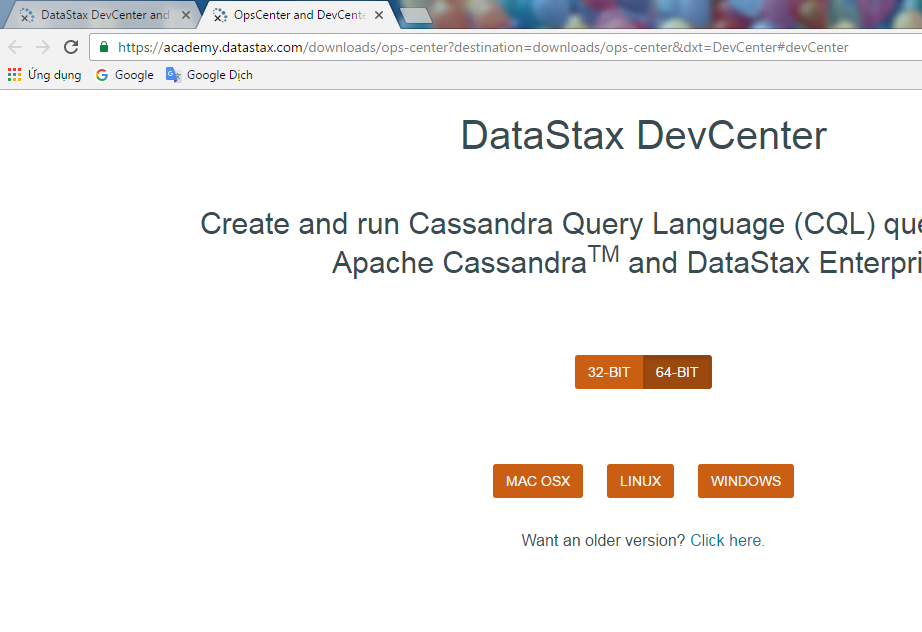 DataStax DevCenter and
OpsCenter and DevCente
https://academy.datastax.com/downloads/ops-center?destination=downloads/ops-center&dxt=DevCenter#devCenter
Ứng dụng Google Google Dịch
DataStax DevCenter
Create and run Cassandra Query Language (CQL) que
Apache Cassandra™ and DataStax Enterpri
32-BIT 64-BIT
MAC OSX LINUX WINDOWS
Want an older version? Click here.